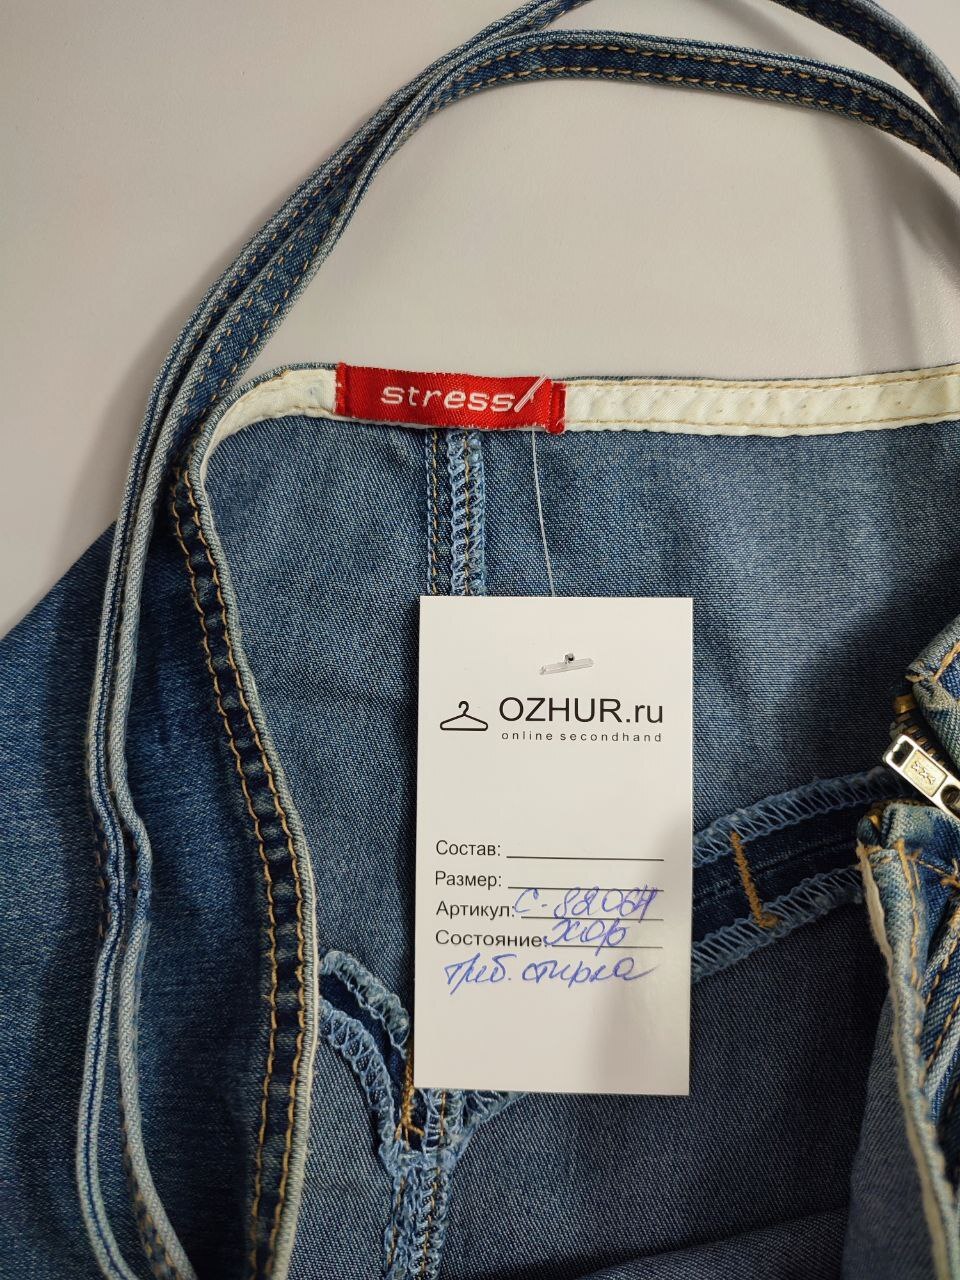 stress/
OZHUR.ru
online secondhand
Состав:
Размер:
Артикул: С-88064
Состояние: Хор
треб. стирка